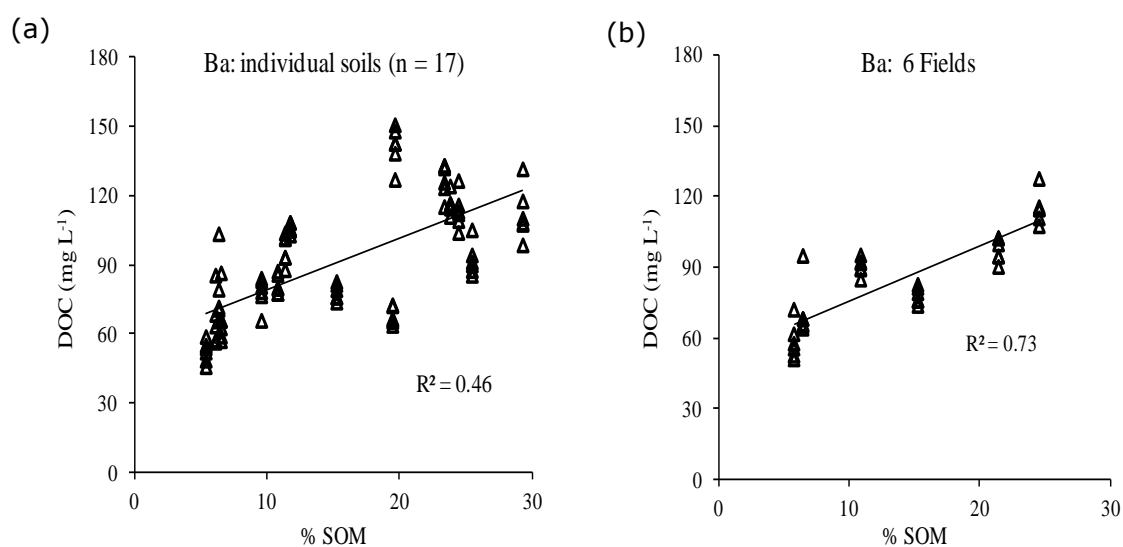 (a)
Ba: individual soils (n = 17)
180
150
120
90
60
30
0
DOC (mg L⁻¹)
R² = 0.46
0 10 20 30
% SOM
(b)
Ba: 6 Fields
180
150
120
90
60
30
0
DOC (mg L⁻¹)
R² = 0.73
0 10 20 30
% SOM